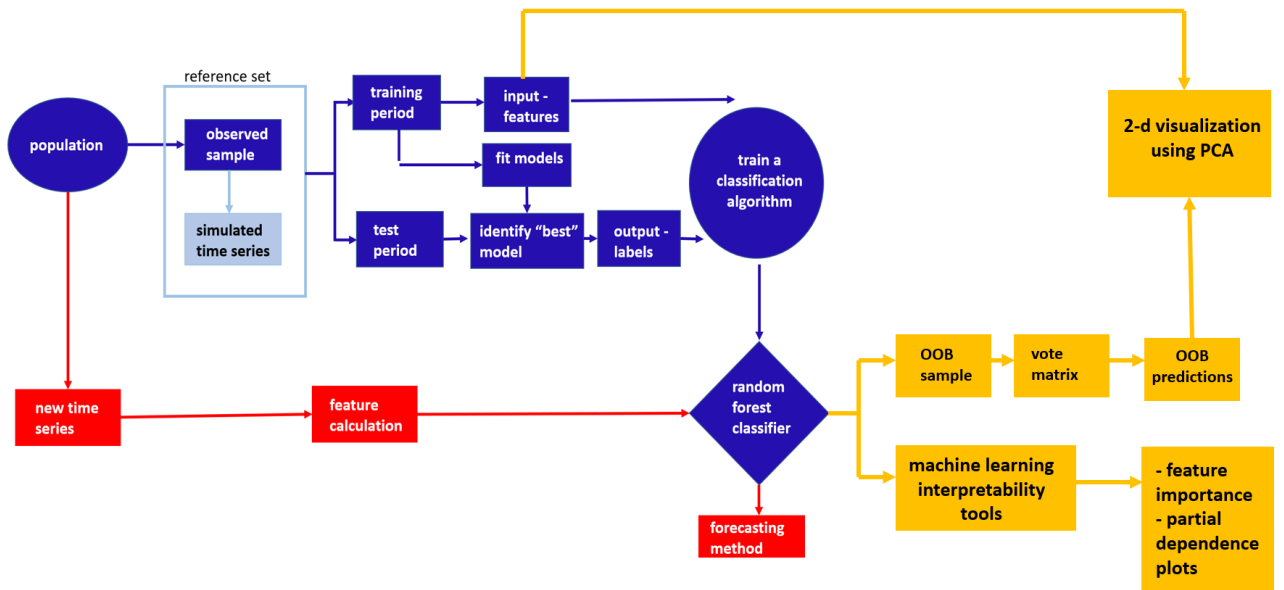 reference set
population
observed
sample
simulated
time series
training
period
input -
features
fit models
test
period
identify “best”
model
output -
labels
train a
classification
algorithm
2-d visualization
using PCA
new time
series
feature
calculation
random
forest
classifier
forecasting
method
OOB
sample
vote
matrix
OOB
predictions
machine learning
interpretability
tools
- feature
importance
- partial
dependence
plots